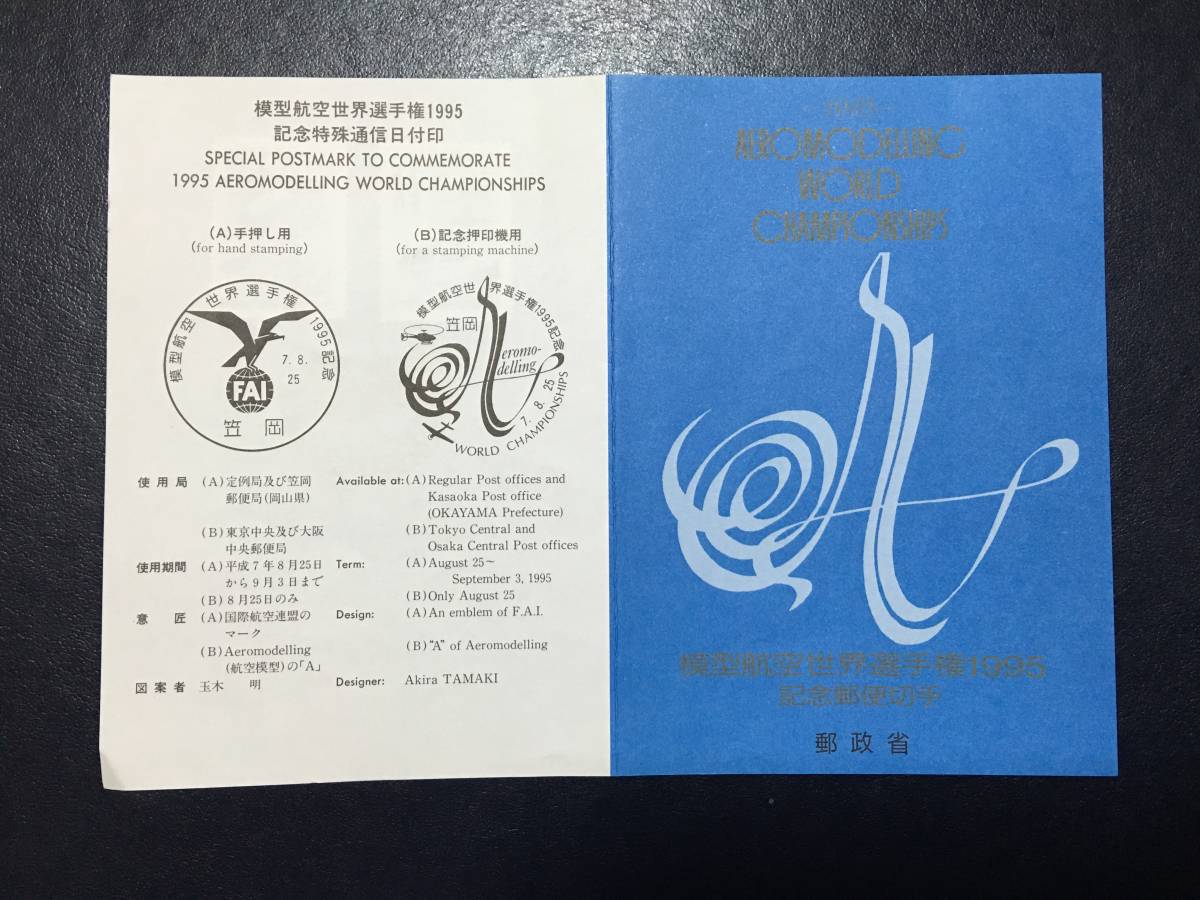 模型航空世界選手権1995
記念特殊通信日付印
SPECIAL POSTMARK TO COMMEMORATE
1995 AEROMODELLING WORLD CHAMPIONSHIPS
(A)手押し用
(for hand stamping)
(B)記念押印機用
(for a stamping machine)
模型航空 世界選手権 1995記念
7. 8.
25
FAI
笠岡
模型航空世界選手権1995記念
笠岡
Aeromo-
delling
7. 8. 25
WORLD CHAMPIONSHIPS
使用局 (A)定例局及び笠岡
郵便局(岡山県)
(B)東京中央及び大阪
中央郵便局
使用期間 (A)平成7年8月25日
から9月3日まで
(B)8月25日のみ
意匠 (A)国際航空連盟の
マーク
(B)Aeromodelling
(航空模型)の「A」
図案者 玉木 明
Available at: (A)Regular Post offices and
Kasaoka Post office
(OKAYAMA Prefecture)
(B)Tokyo Central and
Osaka Central Post offices
Term: (A)August 25~
September 3, 1995
(B)Only August 25
Design: (A)An emblem of F.A.I.
(B)"A" of Aeromodelling
Designer: Akira TAMAKI
1995
AEROMODELLING
WORLD
CHAMPIONSHIPS
模型航空世界選手権1995
記念郵便切手
郵政省